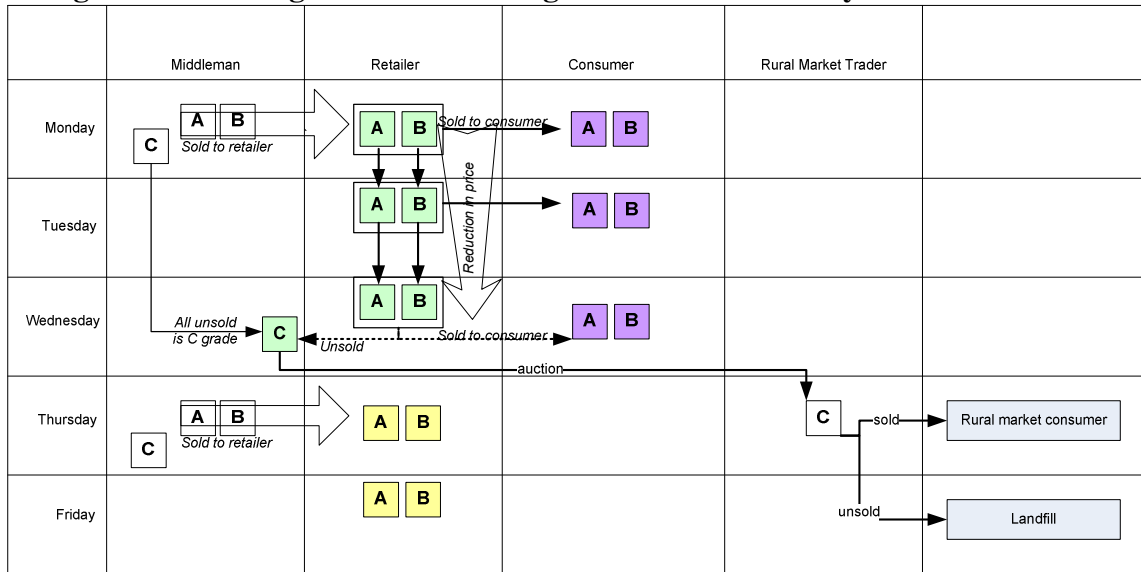 Middleman
Retailer
Consumer
Rural Market Trader
Monday
A
B
C
Sold to retailer
A
B
Sold to consumer
A
B
Reduction in price
Tuesday
A
B
A
B
Wednesday
All unsold
is C grade
C
A
B
Unsold
Sold to consumer
A
B
auction
Thursday
A
B
C
Sold to retailer
A
B
C
sold
Rural market consumer
Friday
A
B
unsold
Landfill